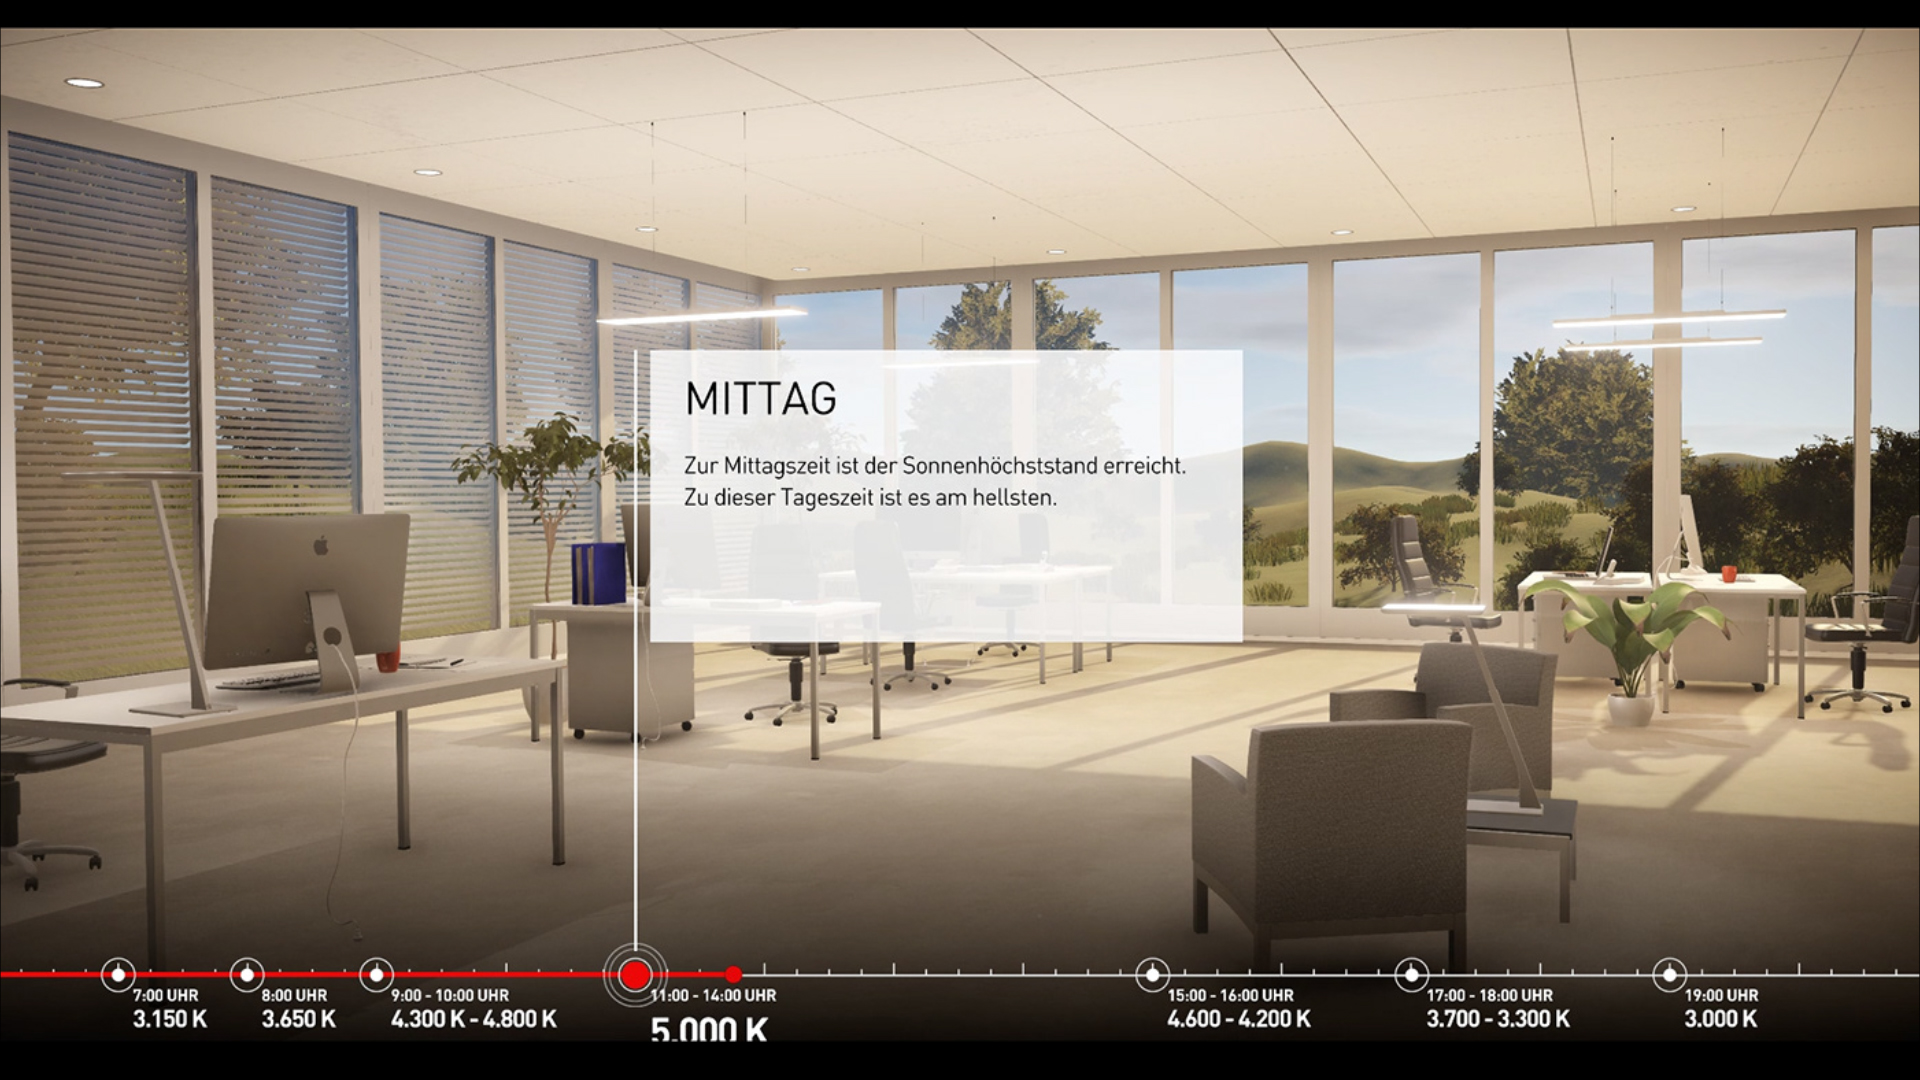 MITTAG
Zur Mittagszeit ist der Sonnenhöchststand erreicht.
Zu dieser Tageszeit ist es am hellsten.
7:00 UHR
3.150 K
8:00 UHR
3.650 K
9:00 - 10:00 UHR
4.300 K - 4.800 K
11:00 - 14:00 UHR
5.000 K
15:00 - 16:00 UHR
4.600 - 4.200 K
17:00 - 18:00 UHR
3.700 - 3.300 K
19:00 UHR
3.000 K